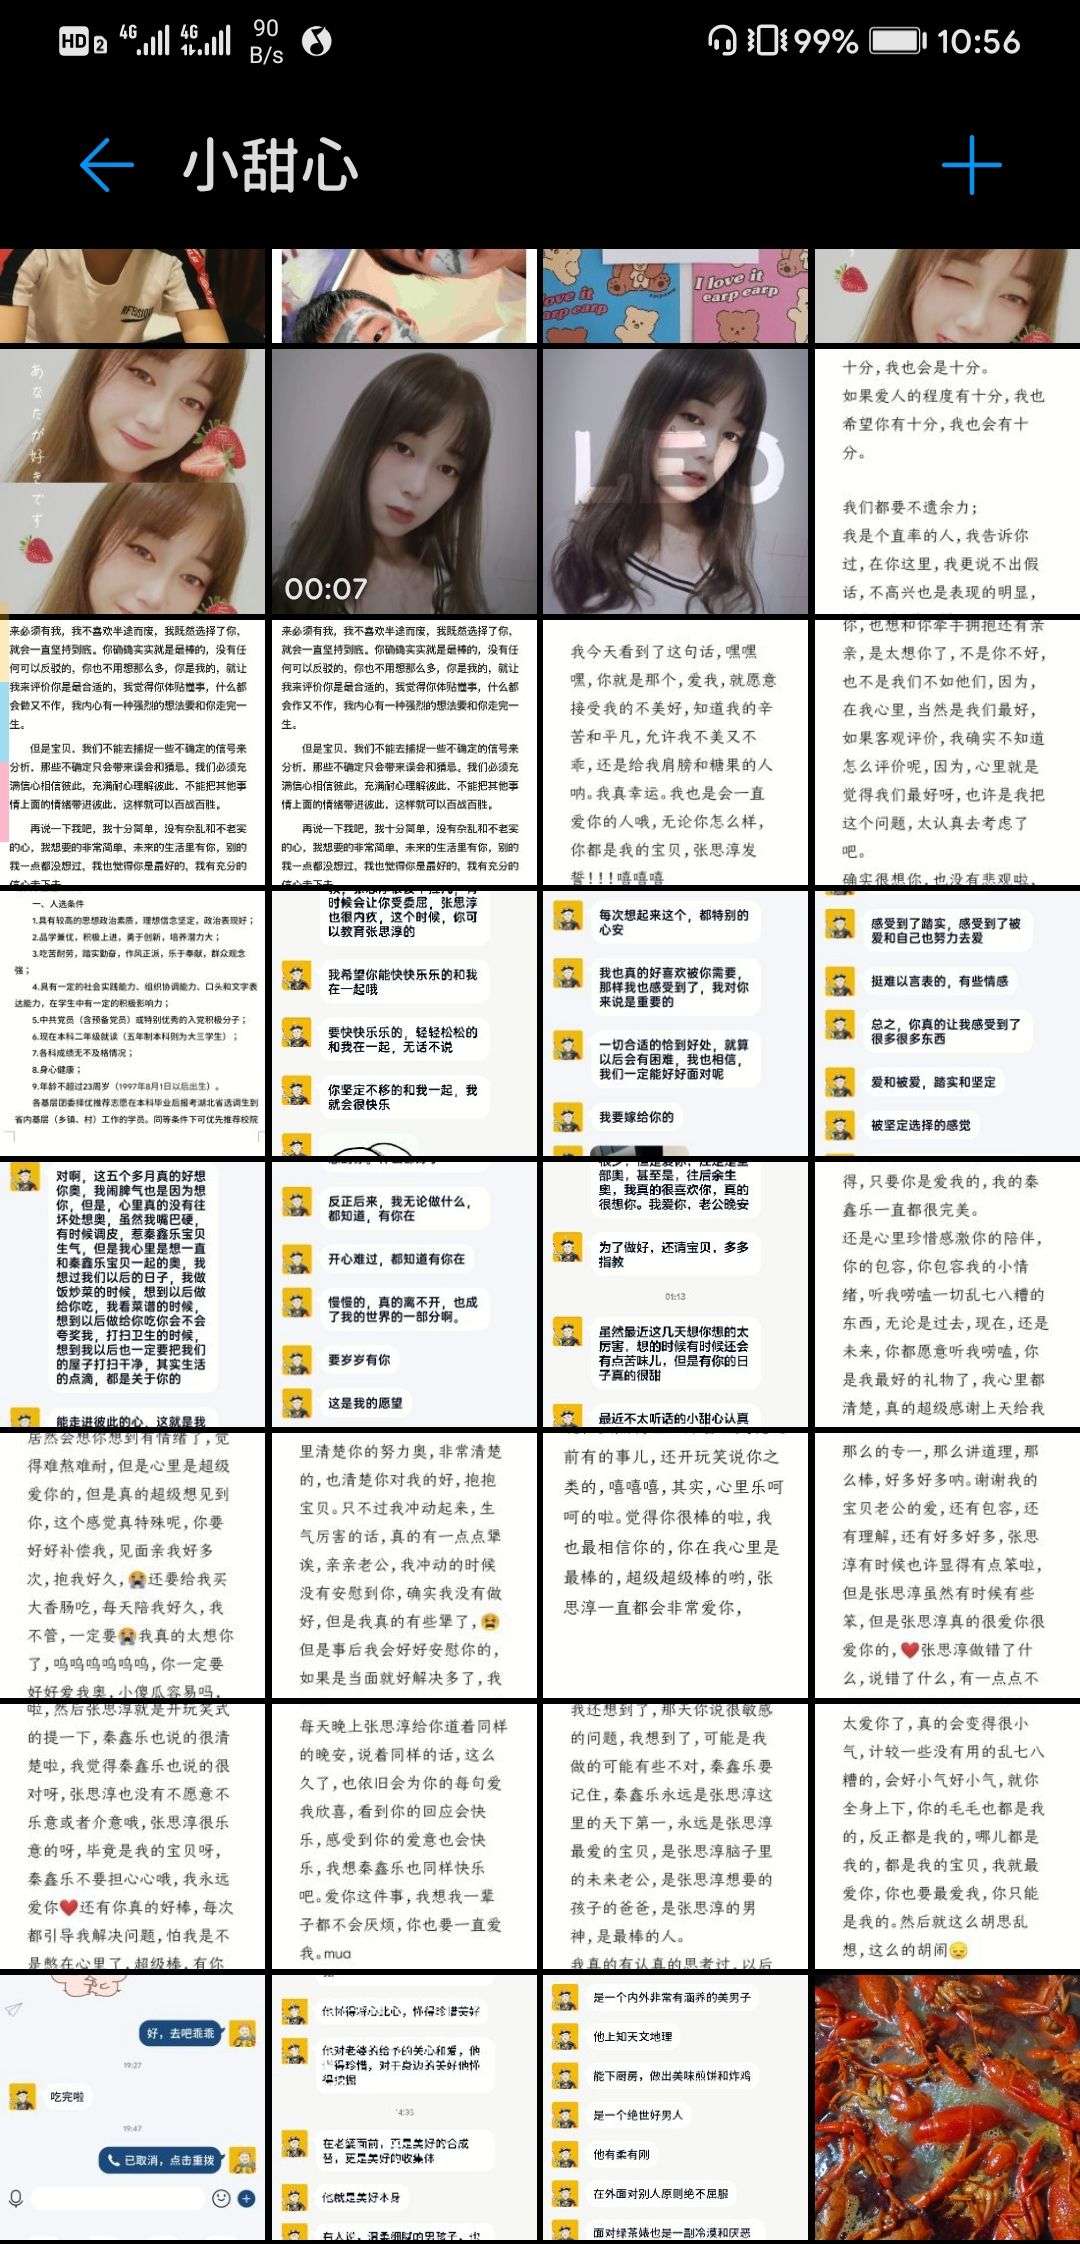 HD 2 4G 4G 90 B/s 99% 10:56
小甜心
I love it
earp earp
love it
earp
あなたが好きです
00:07
LEO
十分,我也会是十分。
如果爱人的程度有十分,我也
希望你有十分,我也会有十
分。
我们都要不遗余力;
我是个直率的人,我告诉你
过,在你这里,我更说不出假
话,不高兴也是表现的明显,
来必须有我，我不喜欢半途而废，我既然选择了你，
就会一直坚持到底。你确确实实就是最棒的，没有任
何可以反驳的，你也不用想那么多，你是我的，就让
我来评价你是最合适的，我觉得你体贴懂事，什么都
会做又不作，我内心有一种强烈的想法要和你走完一
生。
但是宝贝，我们不能去捕捉一些不确定的信号来
分析，那些不确定只会带来误会和猜忌。我们必须充
满信心相信彼此，充满耐心理解彼此，不能把其他事
情上面的情绪带进彼此，这样就可以百战百胜。
再说一下我吧，我十分简单，没有杂乱和不老实
的心，我想要的非常简单，未来的生活里有你，别的
我一点都没想过，我也觉得你是最好的，我有充分的
信心走下去
来必须有我，我不喜欢半途而废，我既然选择了你，
就会一直坚持到底。你确确实实就是最棒的，没有任
何可以反驳的，你也不用想那么多，你是我的，就让
我来评价你是最合适的，我觉得你体贴懂事，什么都
会作又不作，我内心有一种强烈的想法要和你走完一
生。
但是宝贝，我们不能去捕捉一些不确定的信号来
分析，那些不确定只会带来误会和猜忌。我们必须充
满信心相信彼此，充满耐心理解彼此，不能把其他事
情上面的情绪带进彼此，这样就可以百战百胜。
再说一下我吧，我十分简单，没有杂乱和不老实
的心，我想要的非常简单，未来的生活里有你，别的
我一点都没想过，我也觉得你是最好的，我有充分的
信心走下去
我今天看到了这句话,嘿嘿
嘿,你就是那个,爱我,就愿意
接受我的不美好,知道我的辛
苦和平凡,允许我不美又不
乖,还是给我肩膀和糖果的人
呐。我真幸运。我也是会一直
爱你的人哦,无论你怎么样,
你都是我的宝贝,张思淳发
誓!!!嘻嘻嘻
你,也想和你牵手拥抱还有亲
亲,是太想你了,不是你不好,
也不是我们不如他们,因为,
在我心里,当然是我们最好,
如果客观评价,我确实不知道
怎么评价呢,因为,心里就是
觉得我们最好呀,也许是我把
这个问题,太认真去考虑了
吧。
确实很想你,也没有悲观啦,
一、人选条件
1.具有较高的思想政治素质，理想信念坚定，政治表现好；
2.品学兼优，积极上进，勇于创新，培养潜力大；
3.吃苦耐劳，踏实勤奋，作风正派，乐于奉献，群众观念
强；
4.具有一定的社会实践能力、组织协调能力、口头和文字表
达能力，在学生中有一定的积极影响力；
5.中共党员（含预备党员）或特别优秀的入党积极分子；
6.现在本科二年级就读（五年制本科则为大三学生）；
7.各科成绩无不及格情况；
8.身心健康；
9.年龄不超过23周岁（1997年8月1日以后出生）。
各基层团委择优推荐志愿在本科毕业后报考湖北省选调生到
省内基层（乡镇、村）工作的学员。同等条件下可优先推荐校院
时候会让你受委屈，张思淳
也很内疚，这个时候，你可
以教育张思淳的
我希望你能快快乐乐的和我
在一起哦
要快快乐乐的，轻轻松松的
和我在一起，无话不说
你坚定不移的和我一起，我
就会很快乐
每次想起来这个，都特别的
心安
我也真的好喜欢被你需要，
那样我也感受到了，我对你
来说是重要的
一切合适的恰到好处，就算
以后会有困难，我也相信，
我们一定能好好面对呢
我要嫁给你的
感受到了踏实，感受到了被
爱和自己也努力去爱
挺难以言表的，有些情感
总之，你真的让我感受到了
很多很多东西
爱和被爱，踏实和坚定
被坚定选择的感觉
对啊，这五个多月真的好想
你奥，我闹脾气也是因为想
你，但是，心里真的没有往
坏处想奥，虽然我嘴巴硬，
有时候调皮，惹秦鑫乐宝贝
生气，但是我心里是想一直
和秦鑫乐宝贝一起的奥，我
想过我们以后的日子，我做
饭炒菜的时候，想到以后做
给你吃，我看菜谱的时候，
想到以后做给你吃你会不会
夸奖我，打扫卫生的时候，
想到我以后也一定要把我们
的屋子打扫干净，其实生活
的点滴，都是关于你的
能走进彼此的心，这就是我
反正后来，我无论做什么，
都知道，有你在
开心难过，都知道有你在
慢慢的，真的离不开，也成
了我的世界的一部分啊。
要岁岁有你
这是我的愿望
部奥，甚至是，往后余生
奥，我真的很喜欢你，真的
很想你。我爱你，老公晚安
为了做好，还请宝贝，多多
指教
01:13
虽然最近这几天想你想的太
厉害，想的时候有时候还会
有点苦味儿，但是有你的日
子真的很甜
最近不太听话的小甜心认真
得,只要你是爱我的,我的秦
鑫乐一直都很完美。
还是心里珍惜感激你的陪伴,
你的包容,你包容我的小情
绪,听我唠嗑一切乱七八糟的
东西,无论是过去,现在,还是
未来,你都愿意听我唠嗑,你
是我最好的礼物了,我心里都
清楚,真的超级感谢上天给我
居然会想你想到有情绪了,觉
得难熬难耐,但是心里是超级
爱你的,但是真的超级想见到
你,这个感觉真特殊呢,你要
好好补偿我,见面亲我好多
次,抱我好久,😭还要给我买
大香肠吃,每天陪我好久,我
不管,一定要😭我真的太想你
了,呜呜呜呜呜呜,你一定要
好好爱我奥,小傻瓜容易吗,
里清楚你的努力奥,非常清楚
的,也清楚你对我的好,抱抱
宝贝。只不过我冲动起来,生
气厉害的话,真的有一点点犟
诶,亲亲老公,我冲动的时候
没有安慰到你,确实我没有做
好,但是我真的有些犟了,😫
但是事后我会好好安慰你的,
如果是当面就好解决多了,我
前有的事儿,还开玩笑说你之
类的,嘻嘻嘻,其实,心里乐呵
呵的啦。觉得你很棒的啦,我
也最相信你的,你在我心里是
最棒的,超级超级棒的哟,张
思淳一直都会非常爱你,
那么的专一,那么讲道理,那
么棒,好多好多呐。谢谢我的
宝贝老公的爱,还有包容,还
有理解,还有好多好多,张思
淳有时候也许显得有点笨啦,
但是张思淳虽然有时候有些
笨,但是张思淳真的很爱你很
爱你的,❤️张思淳做错了什
么,说错了什么,有一点点不
啦,然后张思淳就是开玩笑式
的提一下,秦鑫乐也说的很清
楚啦,我觉得秦鑫乐也说的很
对呀,张思淳也没有不愿意不
乐意或者介意哦,张思淳很乐
意的呀,毕竟是我的宝贝呀,
秦鑫乐不要担心心哦,我永远
爱你❤️还有你真的好棒,每次
都引导我解决问题,怕我是不
是憋在心里了,超级棒,有你
每天晚上张思淳给你道着同样
的晚安,说着同样的话,这么
久了,也依旧会为你的每句爱
我欣喜,看到你的回应会快
乐,感受到你的爱意也会快
乐,我想秦鑫乐也同样快乐
吧。爱你这件事,我想我一辈
子都不会厌烦,你也要一直爱
我。mua
我还想到了,那天你说很敏感
的问题,我想到了,可能是我
做的可能有些不对,秦鑫乐要
记住,秦鑫乐永远是张思淳这
里的天下第一,永远是张思淳
最爱的宝贝,是张思淳脑子里
的未来老公,是张思淳想要的
孩子的爸爸,是张思淳的男
神,是最棒的人。
我真的有认真的思考过,以后
太爱你了,真的会变得很小
气,计较一些没有用的乱七八
糟的,会好小气好小气,就你
全身上下,你的毛毛也都是我
的,反正都是我的,哪儿都是
我的,都是我的宝贝,我就最
爱你,你也要最爱我,你只能
是我的。然后就这么胡思乱
想,这么的胡闹😞
好，去吧乖乖
19:27
吃完啦
19:47
已取消，点击重拨
他懂得将心比心，懂得珍惜美好
他对老婆的给予的关心和爱，他
懂得珍惜，对于身边的美好他懂
得挖掘
14:35
在老婆面前，只是美好的合成
替，更是美好的收集体
他就是美好本身
有人说，温柔细腻的男孩子，也
是一个内外非常有涵养的美男子
他上知天文地理
能下厨房，做出美味煎饼和炸鸡
是一个绝世好男人
他有柔有刚
在外面对别人原则绝不屈服
面对绿茶婊也是一副冷漠和厌恶